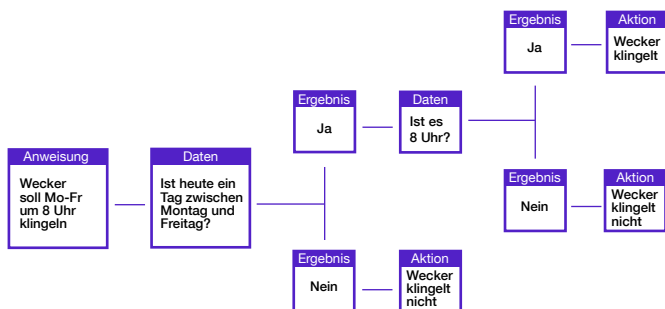 Anweisung
Wecker
soll Mo-Fr
um 8 Uhr
klingeln
Daten
Ist heute ein
Tag zwischen
Montag und
Freitag?
Ergebnis
Ja
Daten
Ist es
8 Uhr?
Ergebnis
Ja
Aktion
Wecker
klingelt
Ergebnis
Nein
Aktion
Wecker
klingelt
nicht
Ergebnis
Nein
Aktion
Wecker
klingelt
nicht